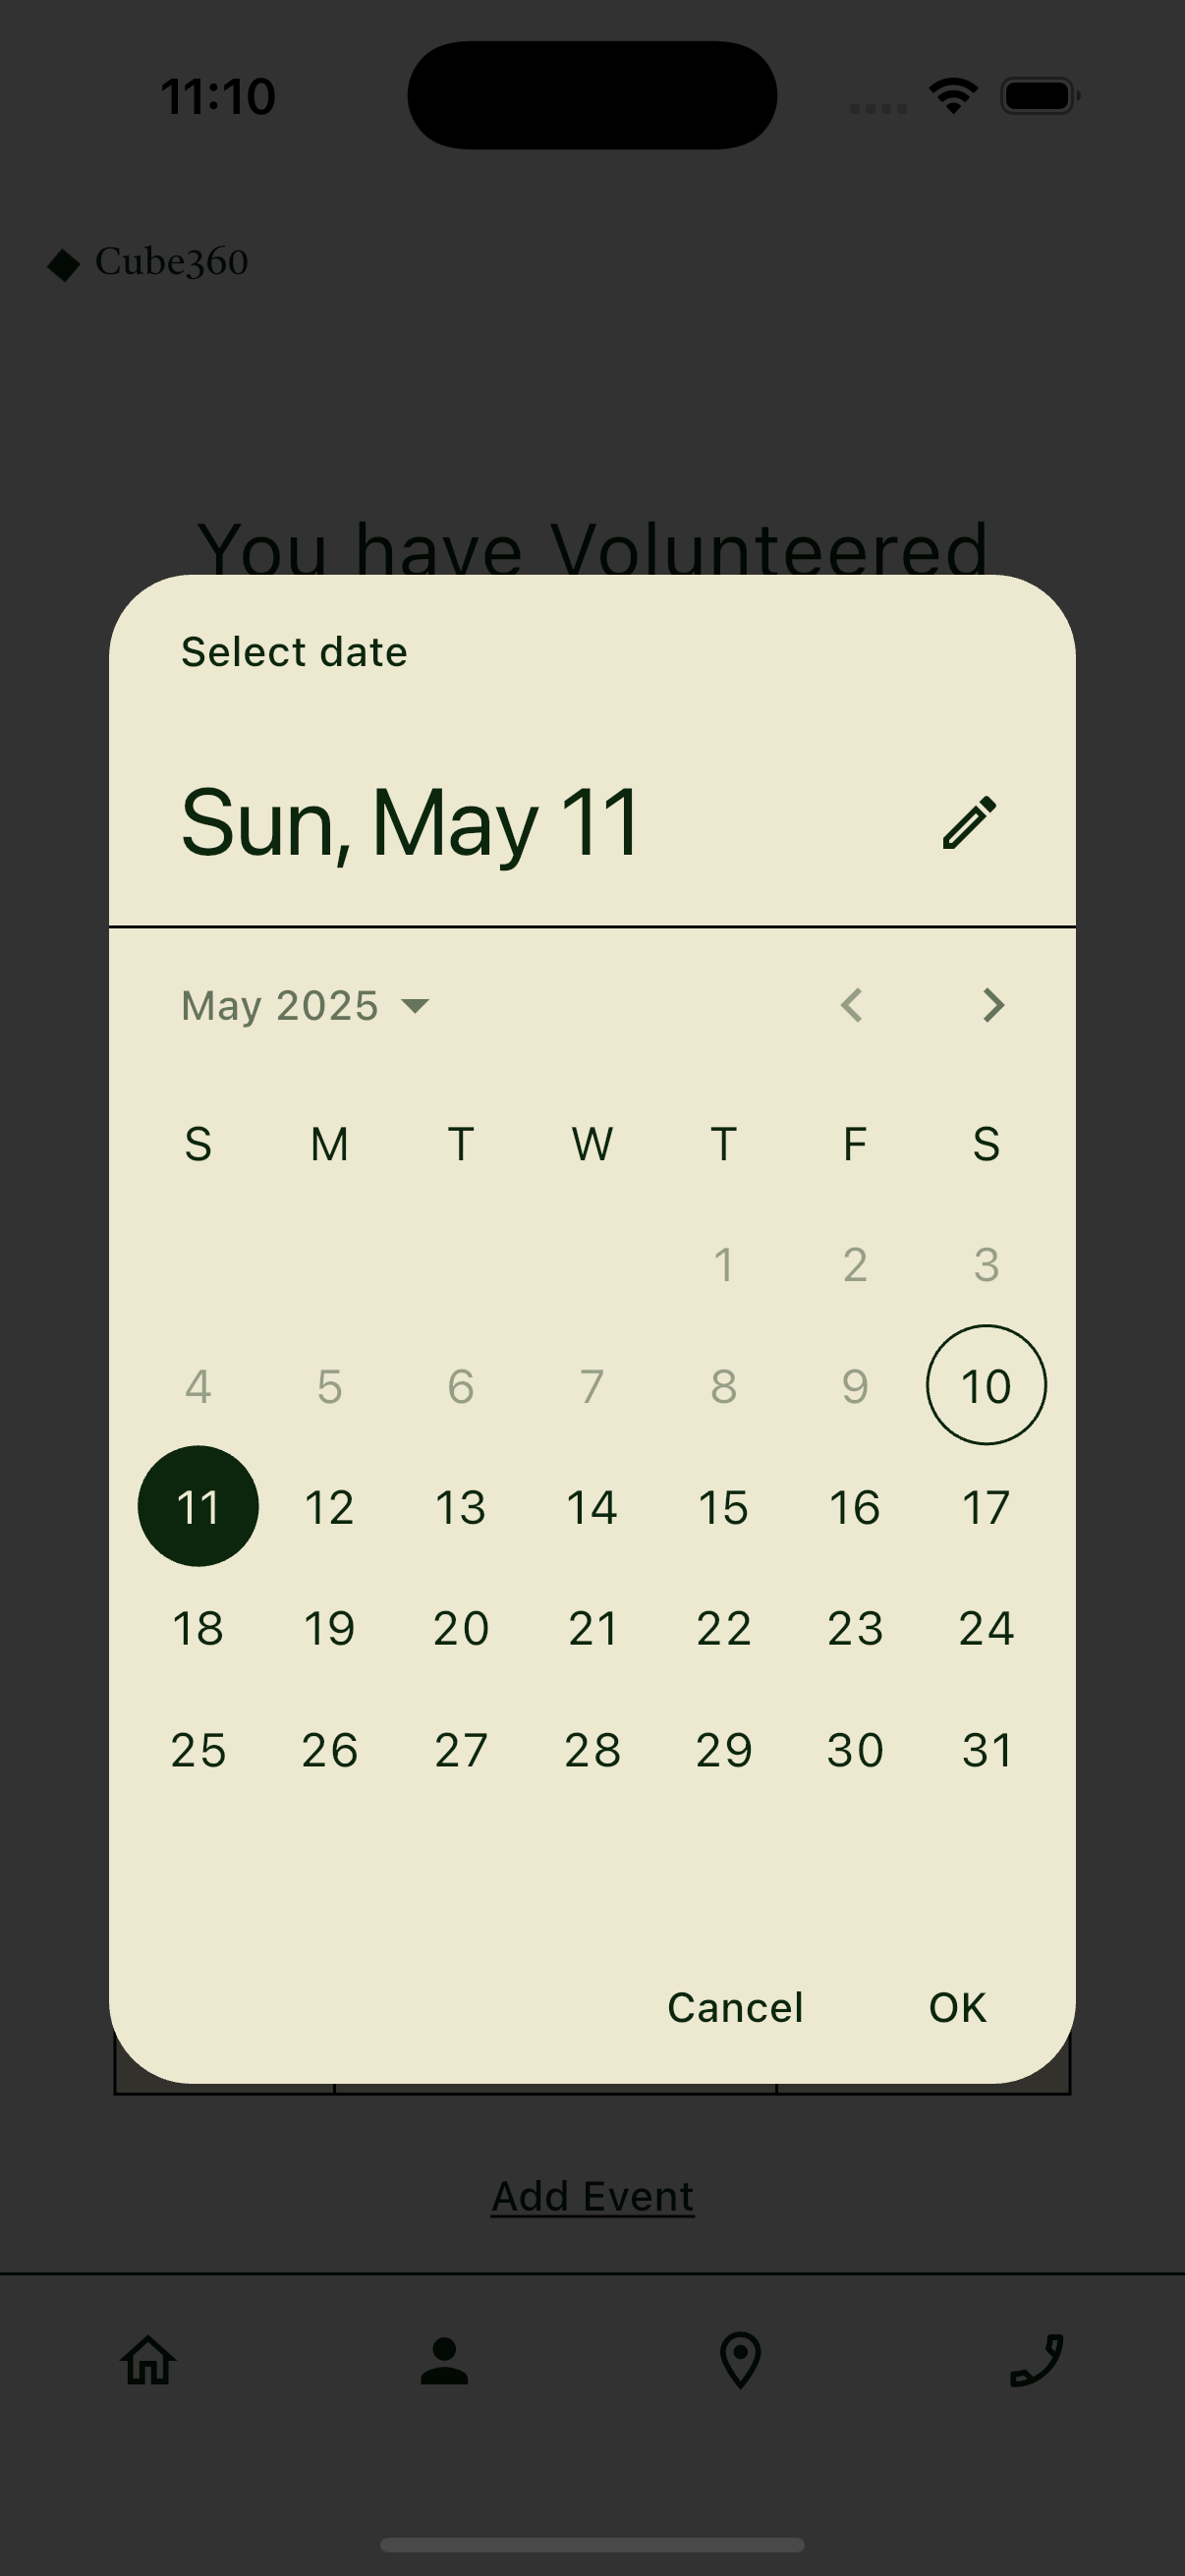 11:10
Cube360
You have Volunteered
Select date
Sun, May 11
May 2025
S M T W T F S
1 2 3
4 5 6 7 8 9 10
11 12 13 14 15 16 17
18 19 20 21 22 23 24
25 26 27 28 29 30 31
Cancel OK
Add Event